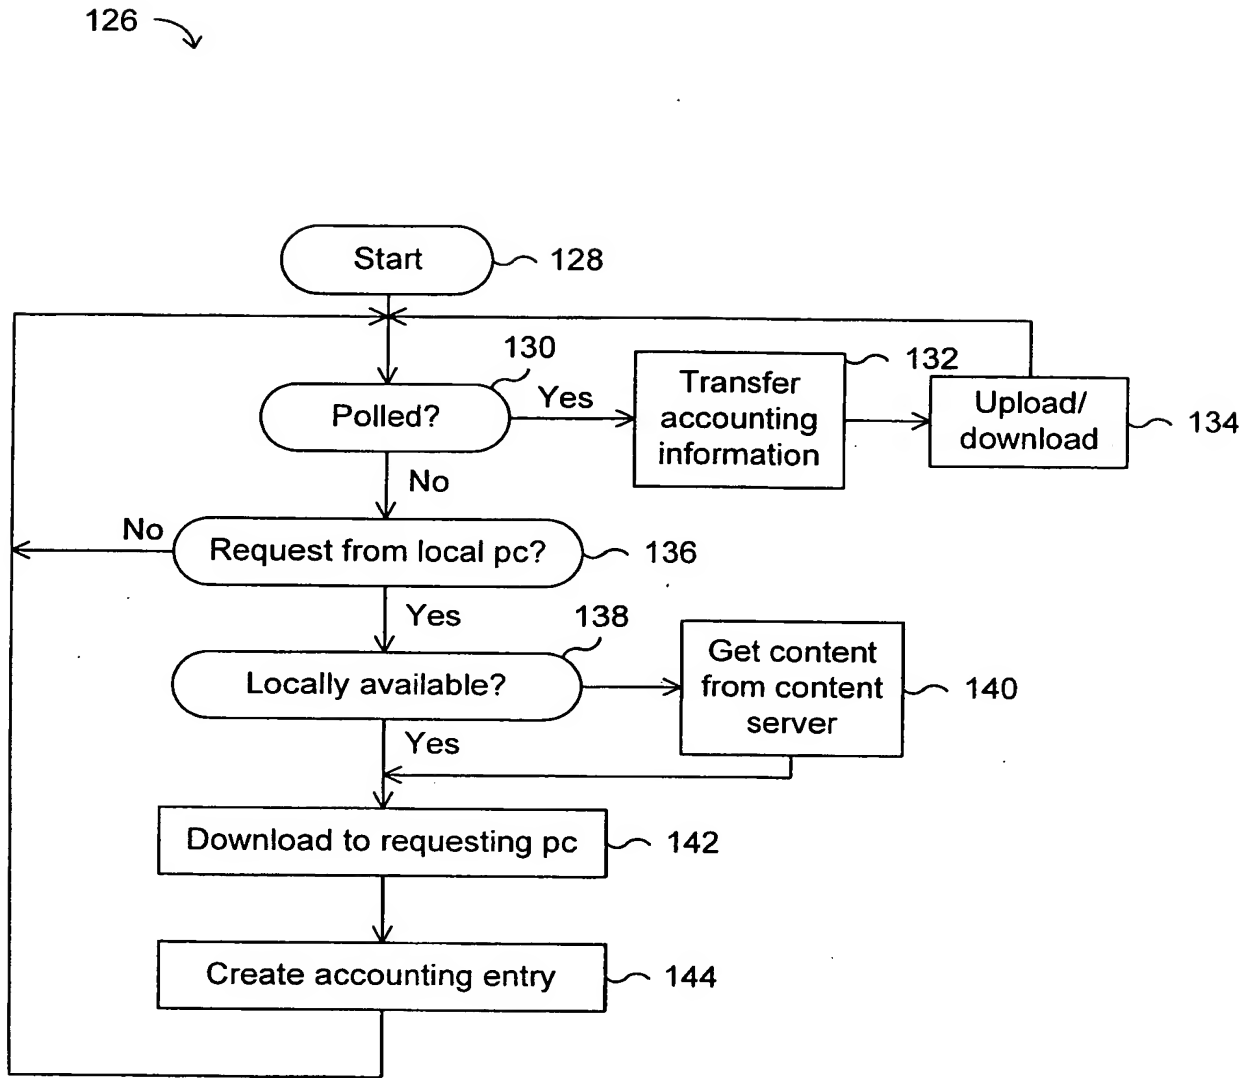 126
Start
128
130
Polled?
Yes
Transfer
accounting
information
132
Upload/
download
134
No
No
Request from local pc?
136
Yes
138
Locally available?
Get content
from content
server
140
Yes
Download to requesting pc
142
Create accounting entry
144